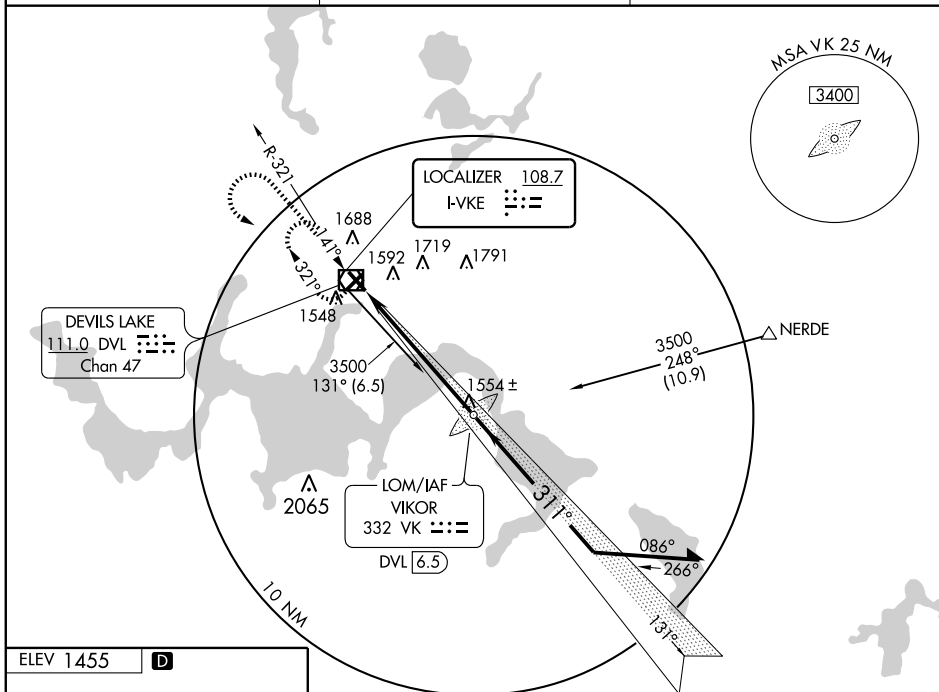 MSA VK 25 NM
3400
R-321
LOCALIZER 108.7
I-VKE
1688
141°
1592
1719
1791
321°
1548
DEVILS LAKE
111.0 DVL
Chan 47
NERDE
3500
248°
(10.9)
3500
131° (6.5)
1554 ±
2065
LOM/IAF
VIKOR
332 VK
DVL 6.5
311°
086°
266°
131°
10 NM
ELEV 1455 D